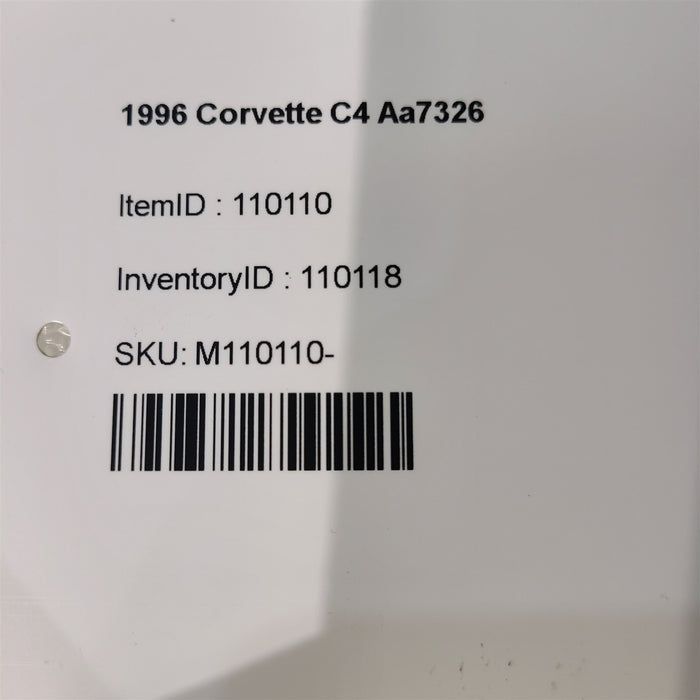 1996 Corvette C4 Aa7326
ItemID : 110110
InventoryID : 110118
SKU: M110110-